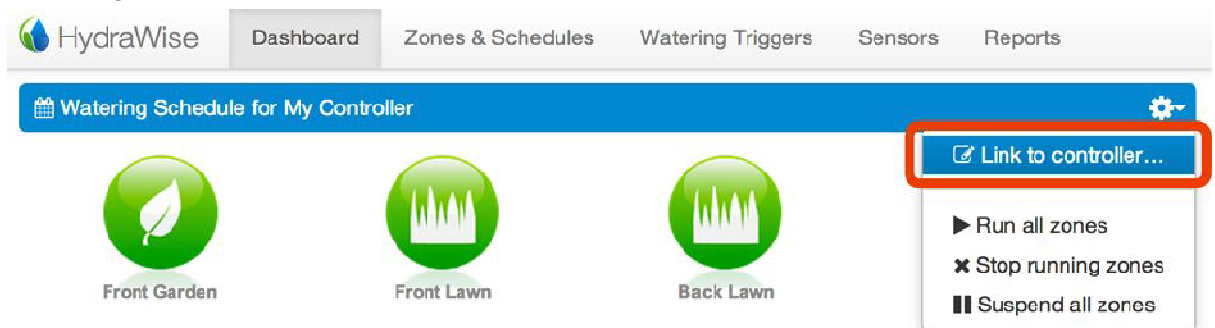 HydraWise Dashboard Zones & Schedules Watering Triggers Sensors Reports
Watering Schedule for My Controller
Link to controller...
Run all zones
Stop running zones
Suspend all zones
Front Garden Front Lawn Back Lawn